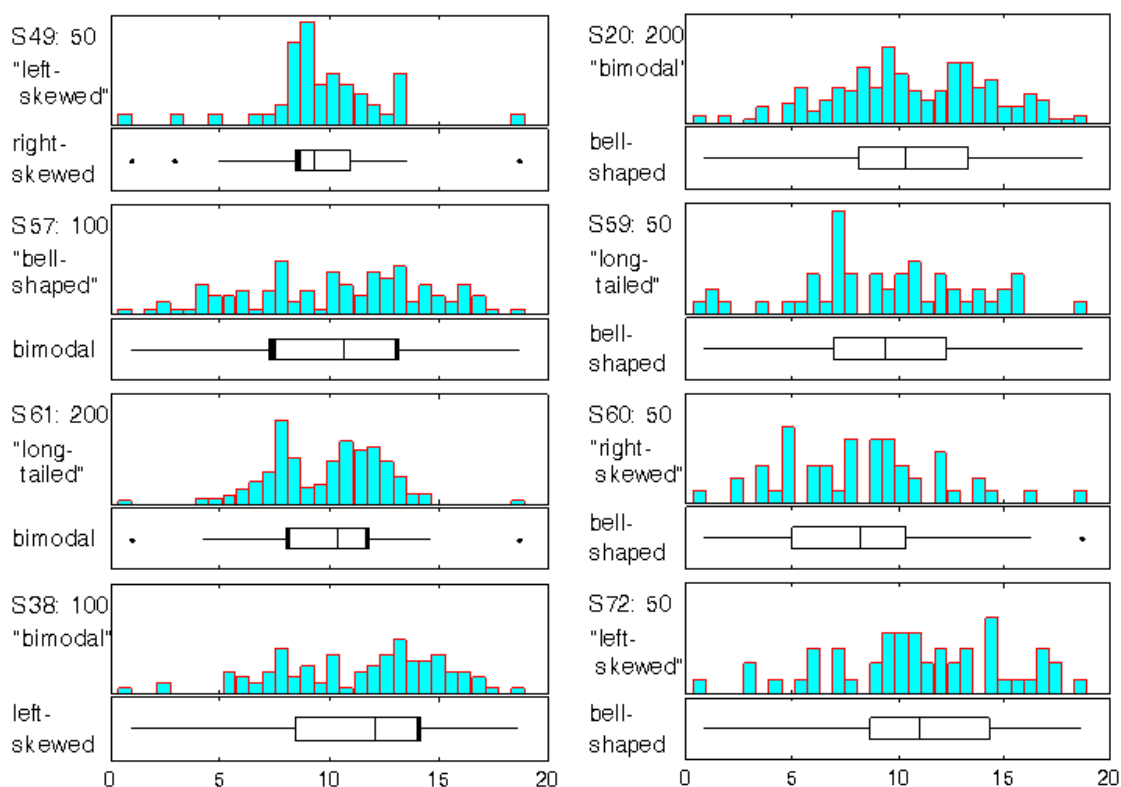 S49: 50
"left-
skewed"
right-
skewed
S57: 100
"bell-
shaped"
bimodal
S61: 200
"long-
tailed"
bimodal
S38: 100
"bimodal"
left-
skewed
0 5 10 15 20
S20: 200
"bimodal"
bell-
shaped
S59: 50
"long-
tailed"
bell-
shaped
S60: 50
"right-
skewed"
bell-
shaped
S72: 50
"left-
skewed"
bell-
shaped
0 5 10 15 20